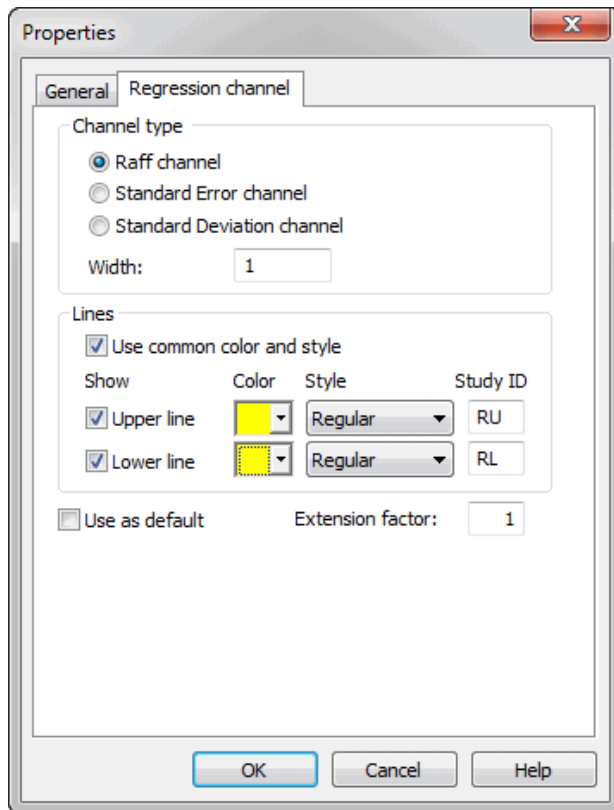 Properties
General Regression channel
Channel type
Raff channel
Standard Error channel
Standard Deviation channel
Width: 1
Lines
Use common color and style
Show Color Style Study ID
Upper line Regular RU
Lower line Regular RL
Use as default Extension factor: 1
OK Cancel Help